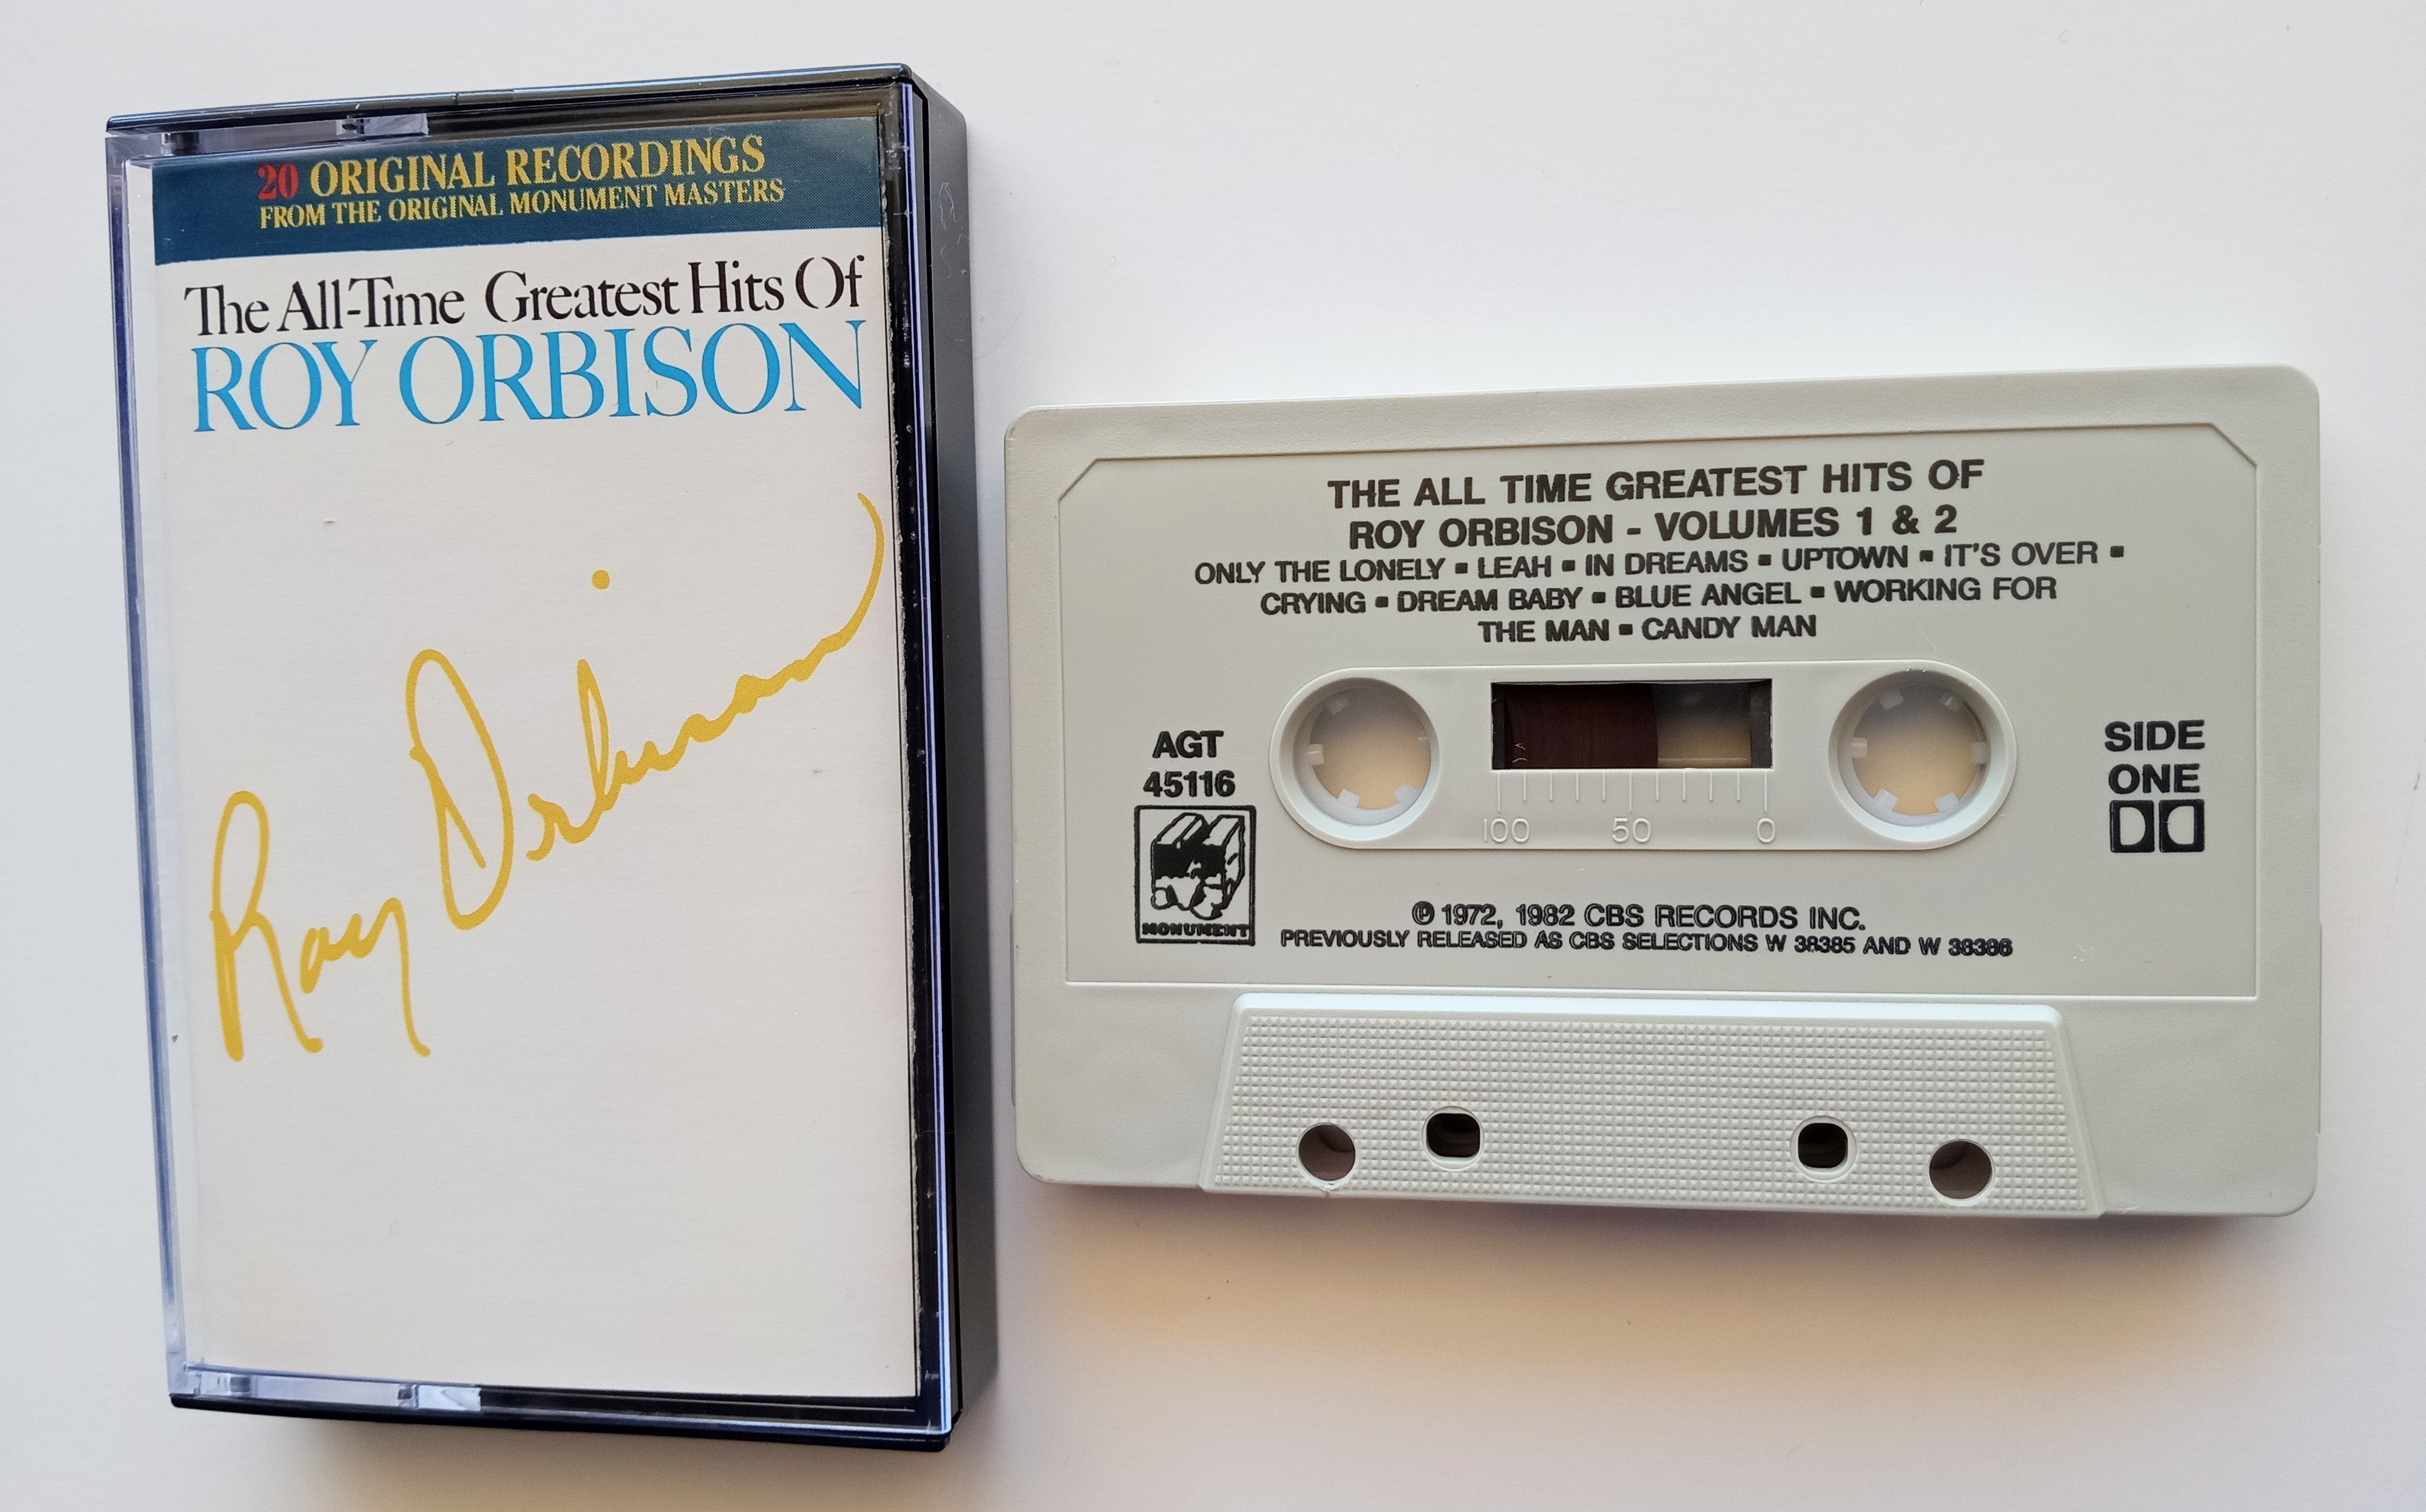 20 ORIGINAL RECORDINGS
FROM THE ORIGINAL MONUMENT MASTERS
The All-Time Greatest Hits Of
ROY ORBISON
Roy Orbison
THE ALL TIME GREATEST HITS OF
ROY ORBISON - VOLUMES 1 & 2
ONLY THE LONELY ▪ LEAH ▪ IN DREAMS ▪ UPTOWN ▪ IT'S OVER ▪
CRYING ▪ DREAM BABY ▪ BLUE ANGEL ▪ WORKING FOR
THE MAN ▪ CANDY MAN
AGT
45116
MONUMENT
100 50 0
SIDE
ONE
℗ 1972, 1982 CBS RECORDS INC.
PREVIOUSLY RELEASED AS CBS SELECTIONS W 38385 AND W 38386